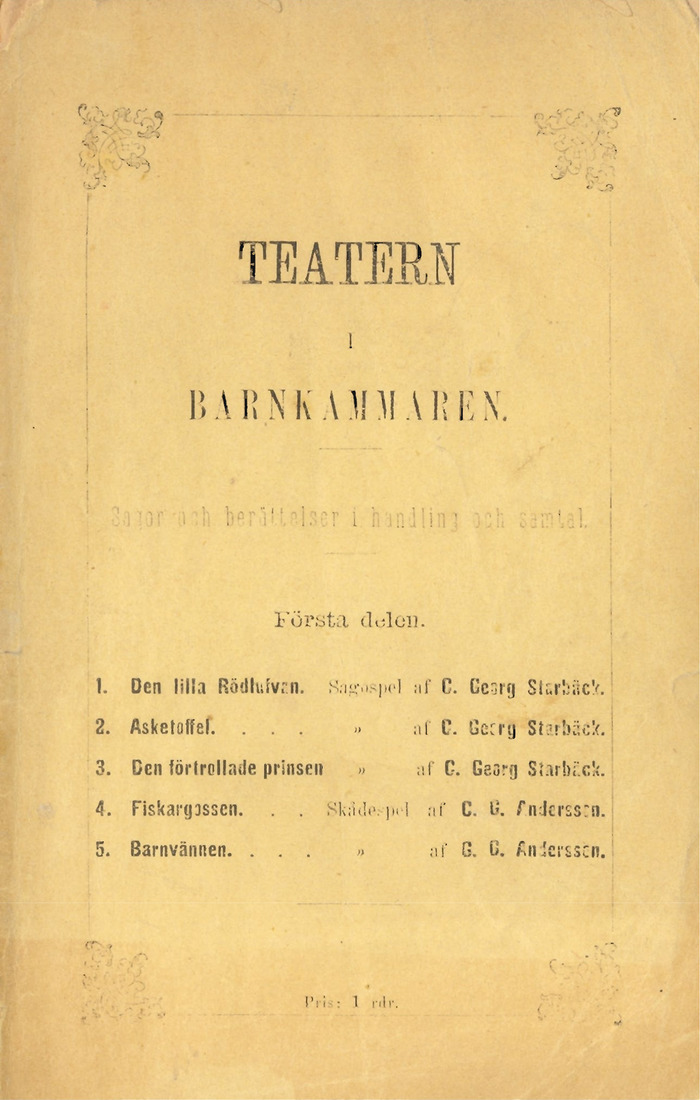 TEATERN
I
BARNKAMMAREN.
Sagor och berättelser i handling och samtal.
Första delen.
1. Den lilla Rödlufvan. Sagospel af C. Georg Starbäck.
2. Asketoffel. . . . „ af C. Georg Starbäck.
3. Den förtrollade prinsen „ af C. Georg Starbäck.
4. Fiskargossen. . . Skådespel af C. G. Anderssen.
5. Barnvännen. . . . „ af G. G. Anderssen.
Pris: 1 rdr.